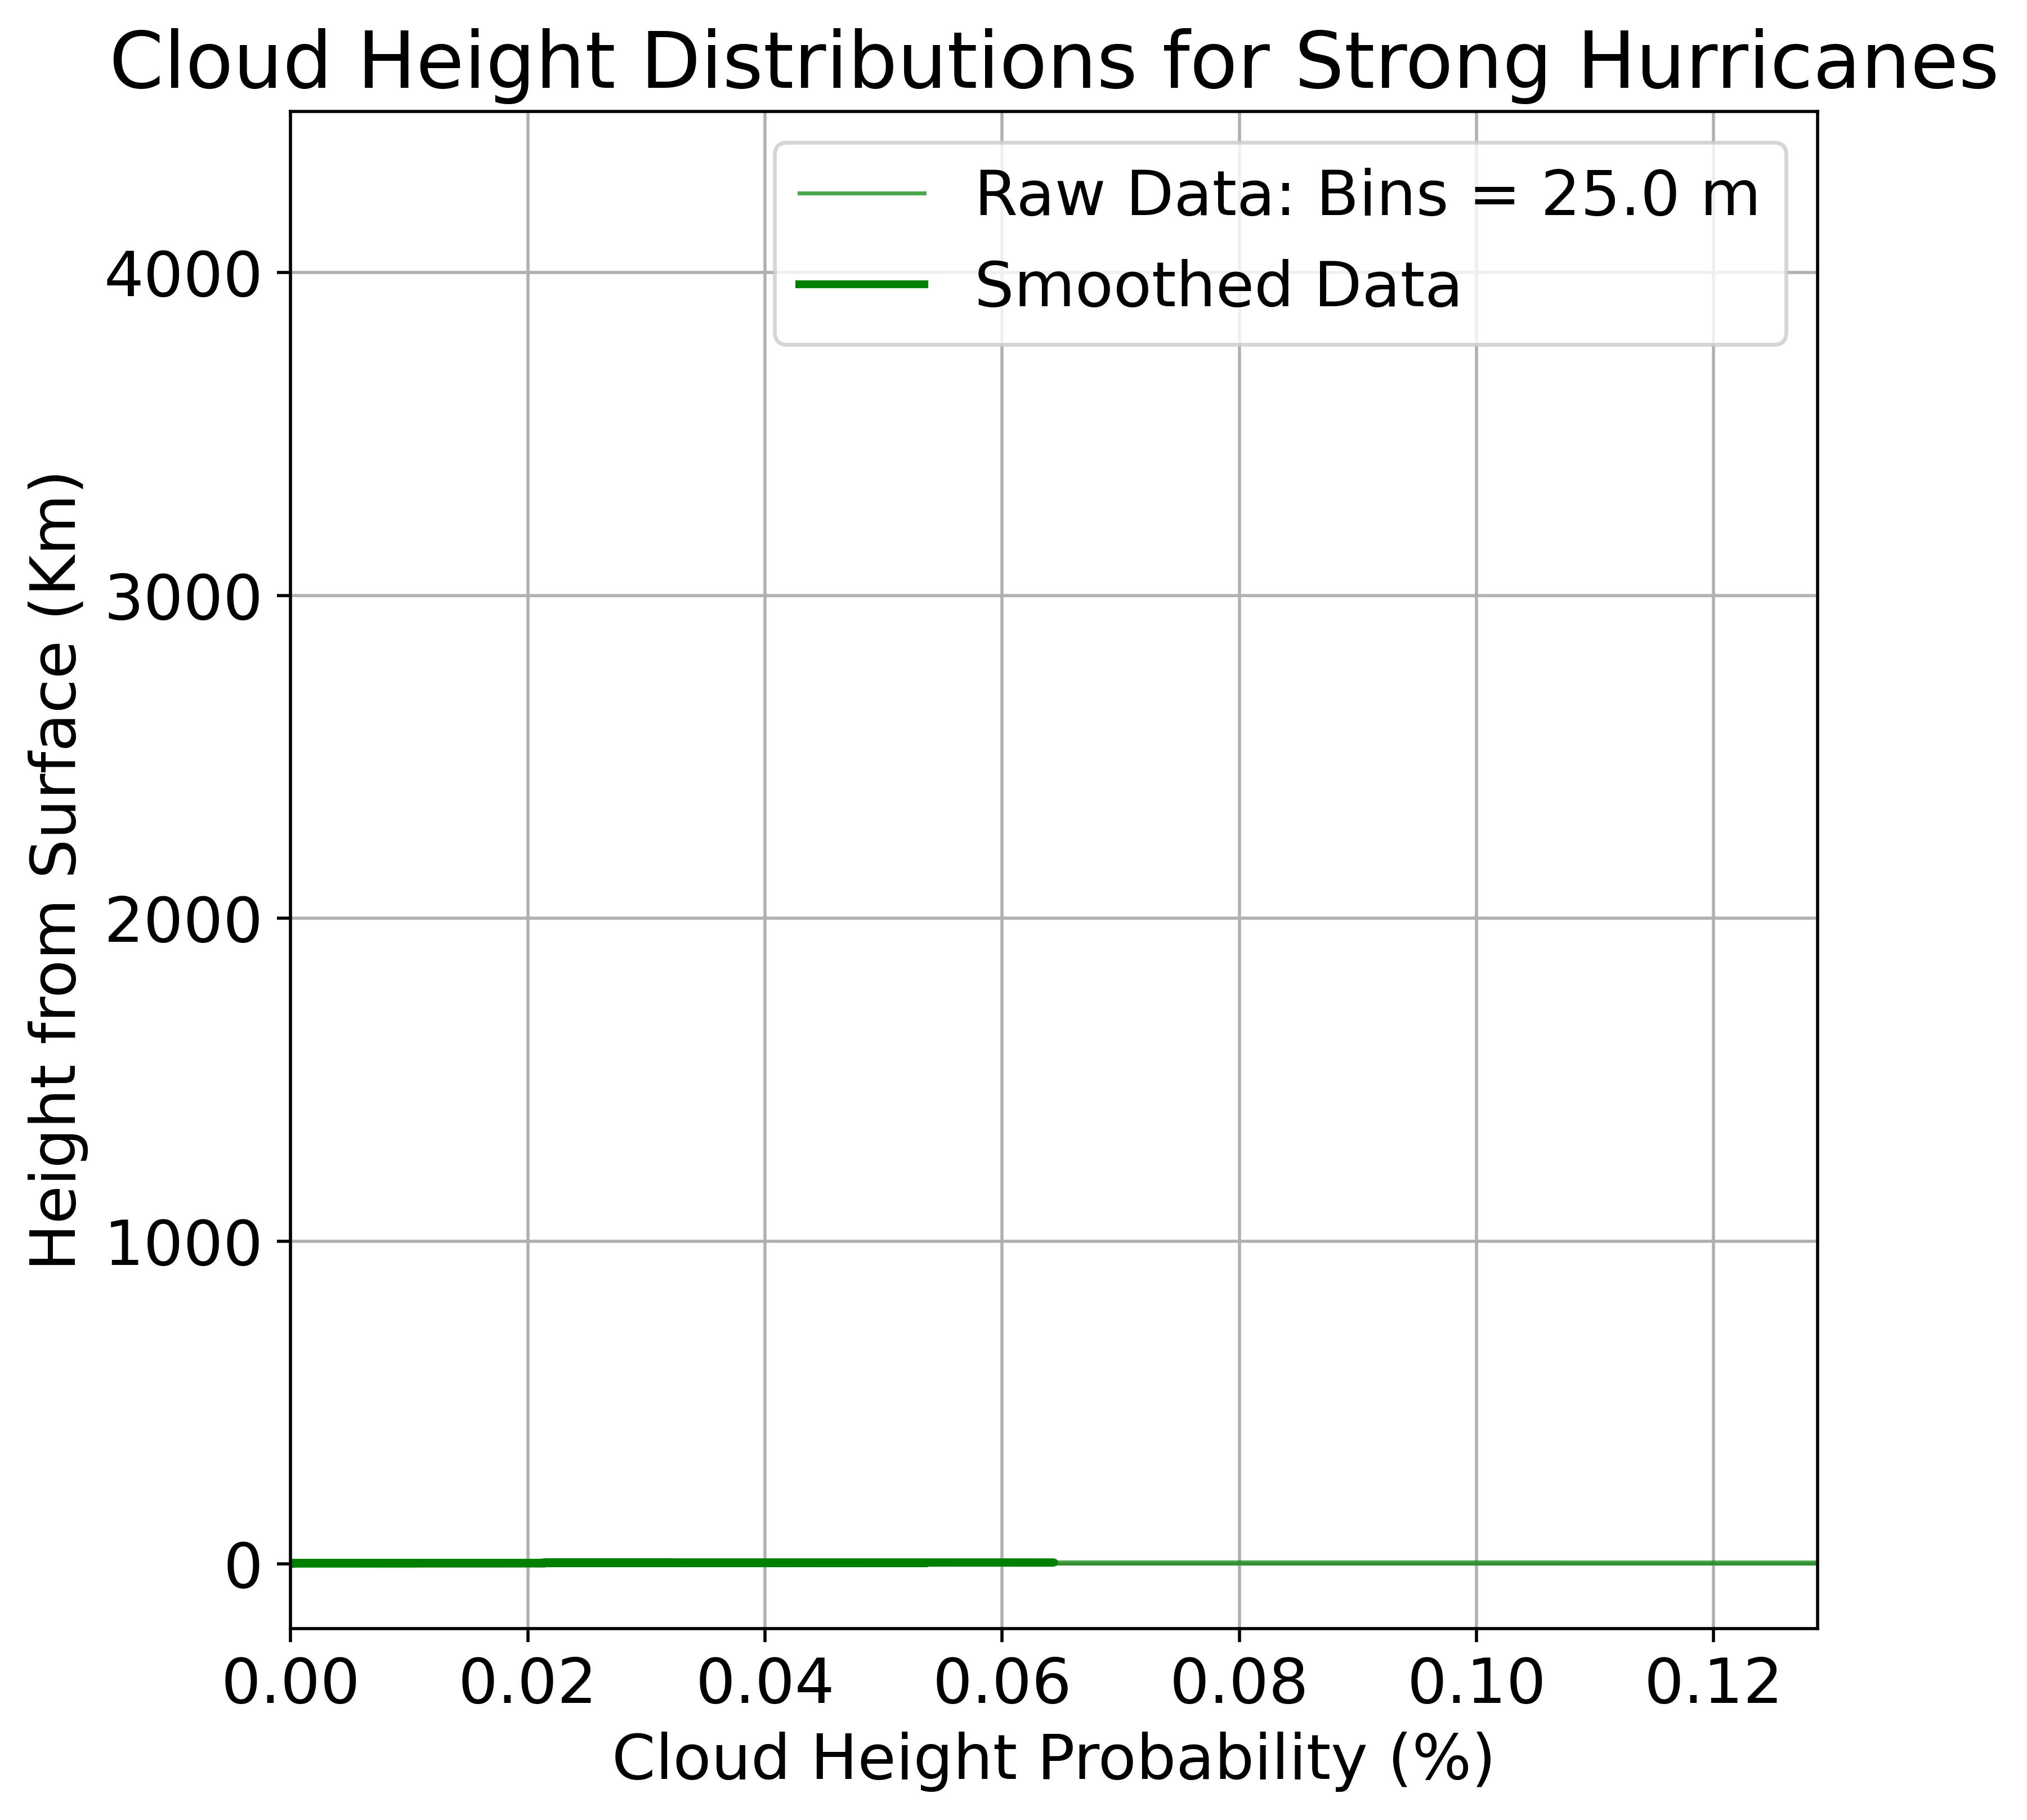 Cloud Height Distributions for Strong Hurricanes
Raw Data: Bins = 25.0 m
Smoothed Data
Height from Surface (Km)
4000
3000
2000
1000
0
0.00 0.02 0.04 0.06 0.08 0.10 0.12
Cloud Height Probability (%)